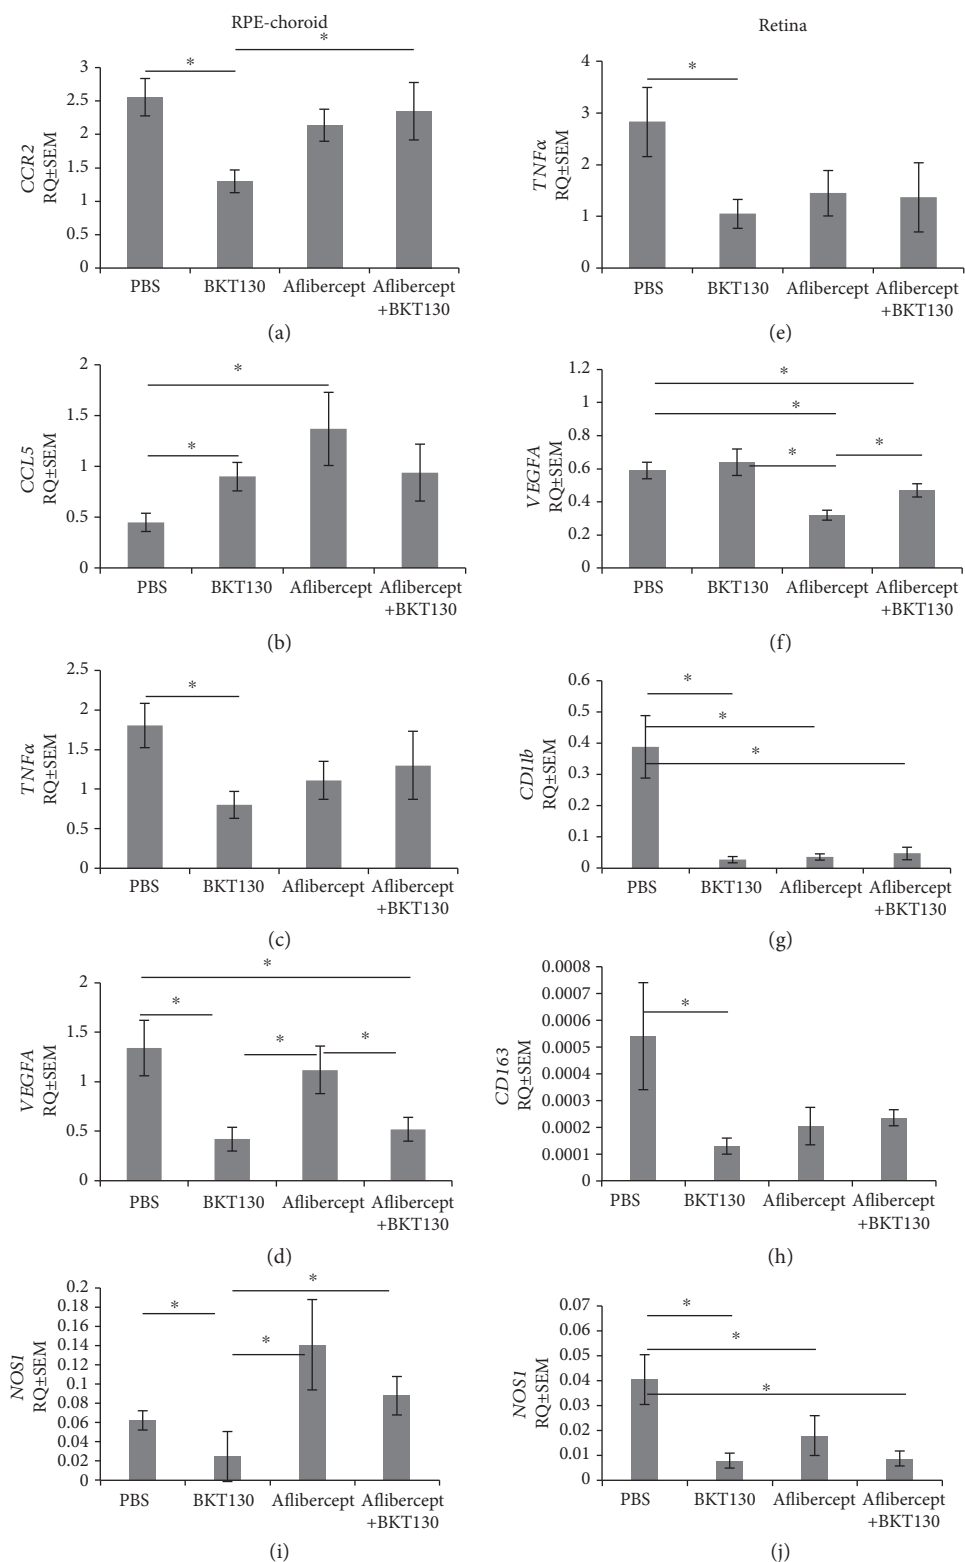 RPE-choroid
*
*
3
2.5
2
1.5
1
0.5
0
CCR2
RQ±SEM
PBS
BKT130
Aflibercept
Aflibercept
+BKT130
(a)
*
*
2
1.5
1
0.5
0
CCL5
RQ±SEM
PBS
BKT130
Aflibercept
Aflibercept
+BKT130
(b)
*
2.5
2
1.5
1
0.5
0
TNFα
RQ±SEM
PBS
BKT130
Aflibercept
Aflibercept
+BKT130
(c)
*
*
*
*
2
1.5
1
0.5
0
VEGFA
RQ±SEM
PBS
BKT130
Aflibercept
Aflibercept
+BKT130
(d)
*
*
*
0.2
0.18
0.16
0.14
0.12
0.1
0.08
0.06
0.04
0.02
0
NOS1
RQ±SEM
PBS
BKT130
Aflibercept
Aflibercept
+BKT130
(i)
Retina
*
5
4
3
2
1
0
TNFα
RQ±SEM
PBS
BKT130
Aflibercept
Aflibercept
+BKT130
(e)
*
*
*
*
1.2
1
0.8
0.6
0.4
0.2
0
VEGFA
RQ±SEM
PBS
BKT130
Aflibercept
Aflibercept
+BKT130
(f)
*
*
*
0.6
0.5
0.4
0.3
0.2
0.1
0
CD11b
RQ±SEM
PBS
BKT130
Aflibercept
Aflibercept
+BKT130
(g)
*
0.0008
0.0007
0.0006
0.0005
0.0004
0.0003
0.0002
0.0001
0
CD163
RQ±SEM
PBS
BKT130
Aflibercept
Aflibercept
+BKT130
(h)
*
*
*
0.07
0.06
0.05
0.04
0.03
0.02
0.01
0
NOS1
RQ±SEM
PBS
BKT130
Aflibercept
Aflibercept
+BKT130
(j)